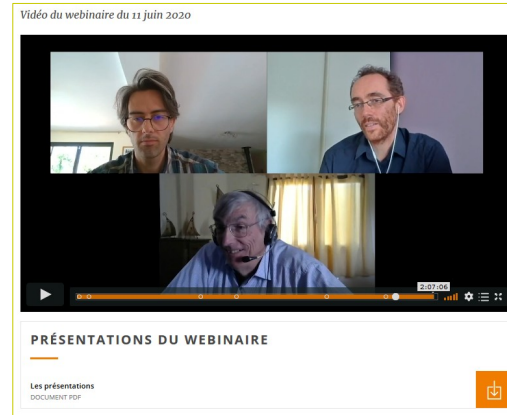 Vidéo du webinaire du 11 juin 2020
2:07:06
PRÉSENTATIONS DU WEBINAIRE
Les présentations
DOCUMENT PDF